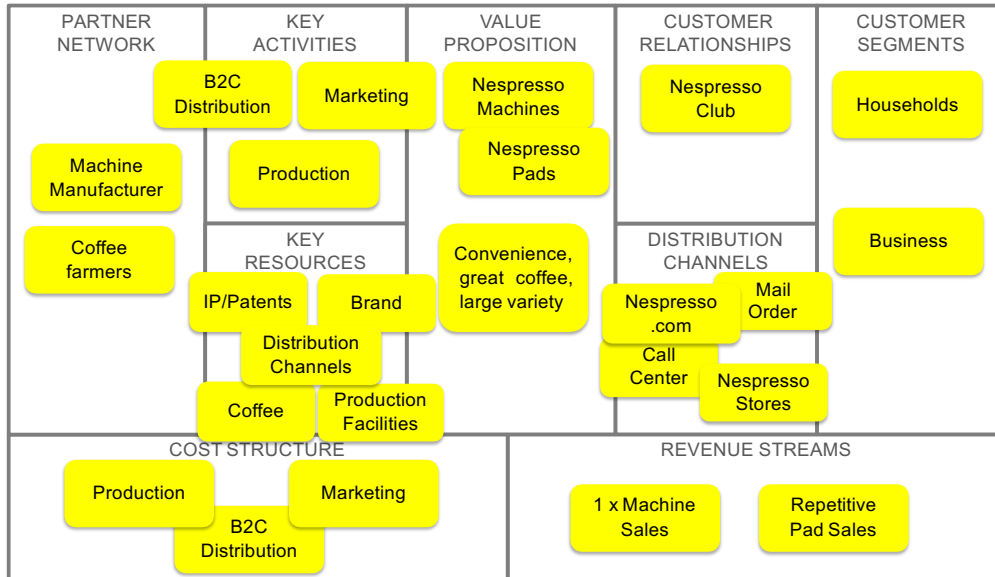 PARTNER
NETWORK
Machine
Manufacturer
Coffee
farmers
KEY
ACTIVITIES
B2C
Distribution
Marketing
Production
KEY
RESOURCES
IP/Patents
Brand
Distribution
Channels
Coffee
Production
Facilities
VALUE
PROPOSITION
Nespresso
Machines
Nespresso
Pads
Convenience,
great coffee,
large variety
CUSTOMER
RELATIONSHIPS
Nespresso
Club
DISTRIBUTION
CHANNELS
Mail
Order
Nespresso
.com
Call
Center
Nespresso
Stores
CUSTOMER
SEGMENTS
Households
Business
COST STRUCTURE
Production
Marketing
B2C
Distribution
REVENUE STREAMS
1 x Machine
Sales
Repetitive
Pad Sales